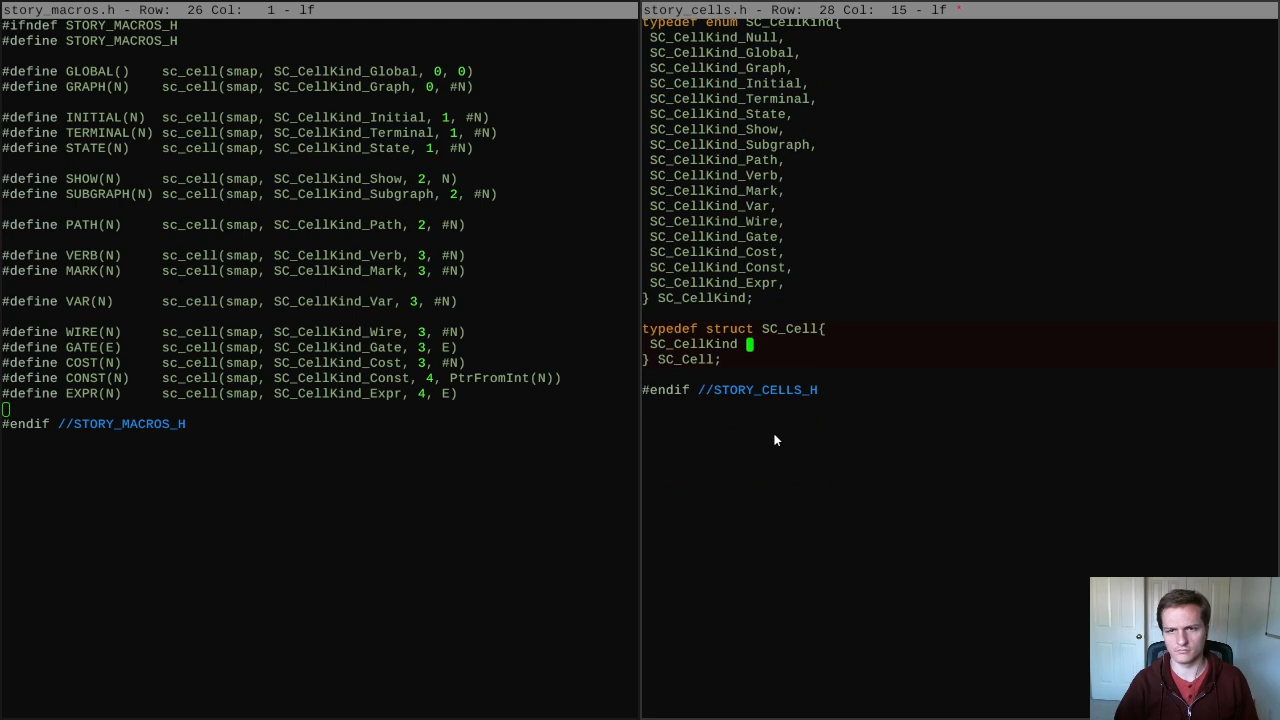 story_macros.h - Row:  26 Col:   1 - lf
#ifndef STORY_MACROS_H
#define STORY_MACROS_H
#define GLOBAL()    sc_cell(smap, SC_CellKind_Global, 0, 0)
#define GRAPH(N)    sc_cell(smap, SC_CellKind_Graph, 0, #N)
#define INITIAL(N)  sc_cell(smap, SC_CellKind_Initial, 1, #N)
#define TERMINAL(N) sc_cell(smap, SC_CellKind_Terminal, 1, #N)
#define STATE(N)    sc_cell(smap, SC_CellKind_State, 1, #N)
#define SHOW(N)     sc_cell(smap, SC_CellKind_Show, 2, N)
#define SUBGRAPH(N) sc_cell(smap, SC_CellKind_Subgraph, 2, #N)
#define PATH(N)     sc_cell(smap, SC_CellKind_Path, 2, #N)
#define VERB(N)     sc_cell(smap, SC_CellKind_Verb, 3, #N)
#define MARK(N)     sc_cell(smap, SC_CellKind_Mark, 3, #N)
#define VAR(N)      sc_cell(smap, SC_CellKind_Var, 3, #N)
#define WIRE(N)     sc_cell(smap, SC_CellKind_Wire, 3, #N)
#define GATE(E)     sc_cell(smap, SC_CellKind_Gate, 3, E)
#define COST(N)     sc_cell(smap, SC_CellKind_Cost, 3, #N)
#define CONST(N)    sc_cell(smap, SC_CellKind_Const, 4, PtrFromInt(N))
#define EXPR(N)     sc_cell(smap, SC_CellKind_Expr, 4, E)
#endif //STORY_MACROS_H
story_cells.h - Row:  28 Col:  15 - lf *
typedef enum SC_CellKind{
SC_CellKind_Null,
SC_CellKind_Global,
SC_CellKind_Graph,
SC_CellKind_Initial,
SC_CellKind_Terminal,
SC_CellKind_State,
SC_CellKind_Show,
SC_CellKind_Subgraph,
SC_CellKind_Path,
SC_CellKind_Verb,
SC_CellKind_Mark,
SC_CellKind_Var,
SC_CellKind_Wire,
SC_CellKind_Gate,
SC_CellKind_Cost,
SC_CellKind_Const,
SC_CellKind_Expr,
} SC_CellKind;
typedef struct SC_Cell{
SC_CellKind
} SC_Cell;
#endif //STORY_CELLS_H